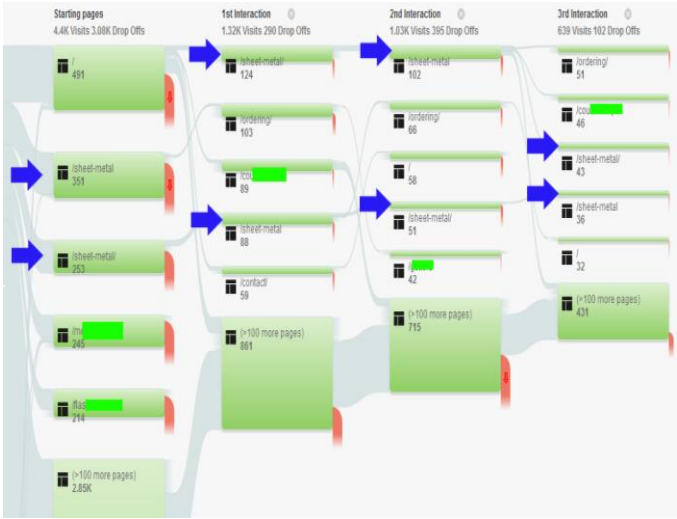 Starting pages
4.4K Visits 3.08K Drop Offs
/
491
/sheet-metal
351
/sheet-metal/
253
245
214
(>100 more pages)
2.85K
1st Interaction
1.32K Visits 290 Drop Offs
/sheet-metal/
124
/ordering/
103
89
/sheet-metal
88
/contact/
59
(>100 more pages)
861
2nd Interaction
1.03K Visits 395 Drop Offs
/sheet-metal
102
/ordering/
66
/
58
/sheet-metal/
51
42
(>100 more pages)
715
3rd Interaction
639 Visits 102 Drop Offs
/ordering/
51
46
/sheet-metal/
43
/sheet-metal
36
/
32
(>100 more pages)
431